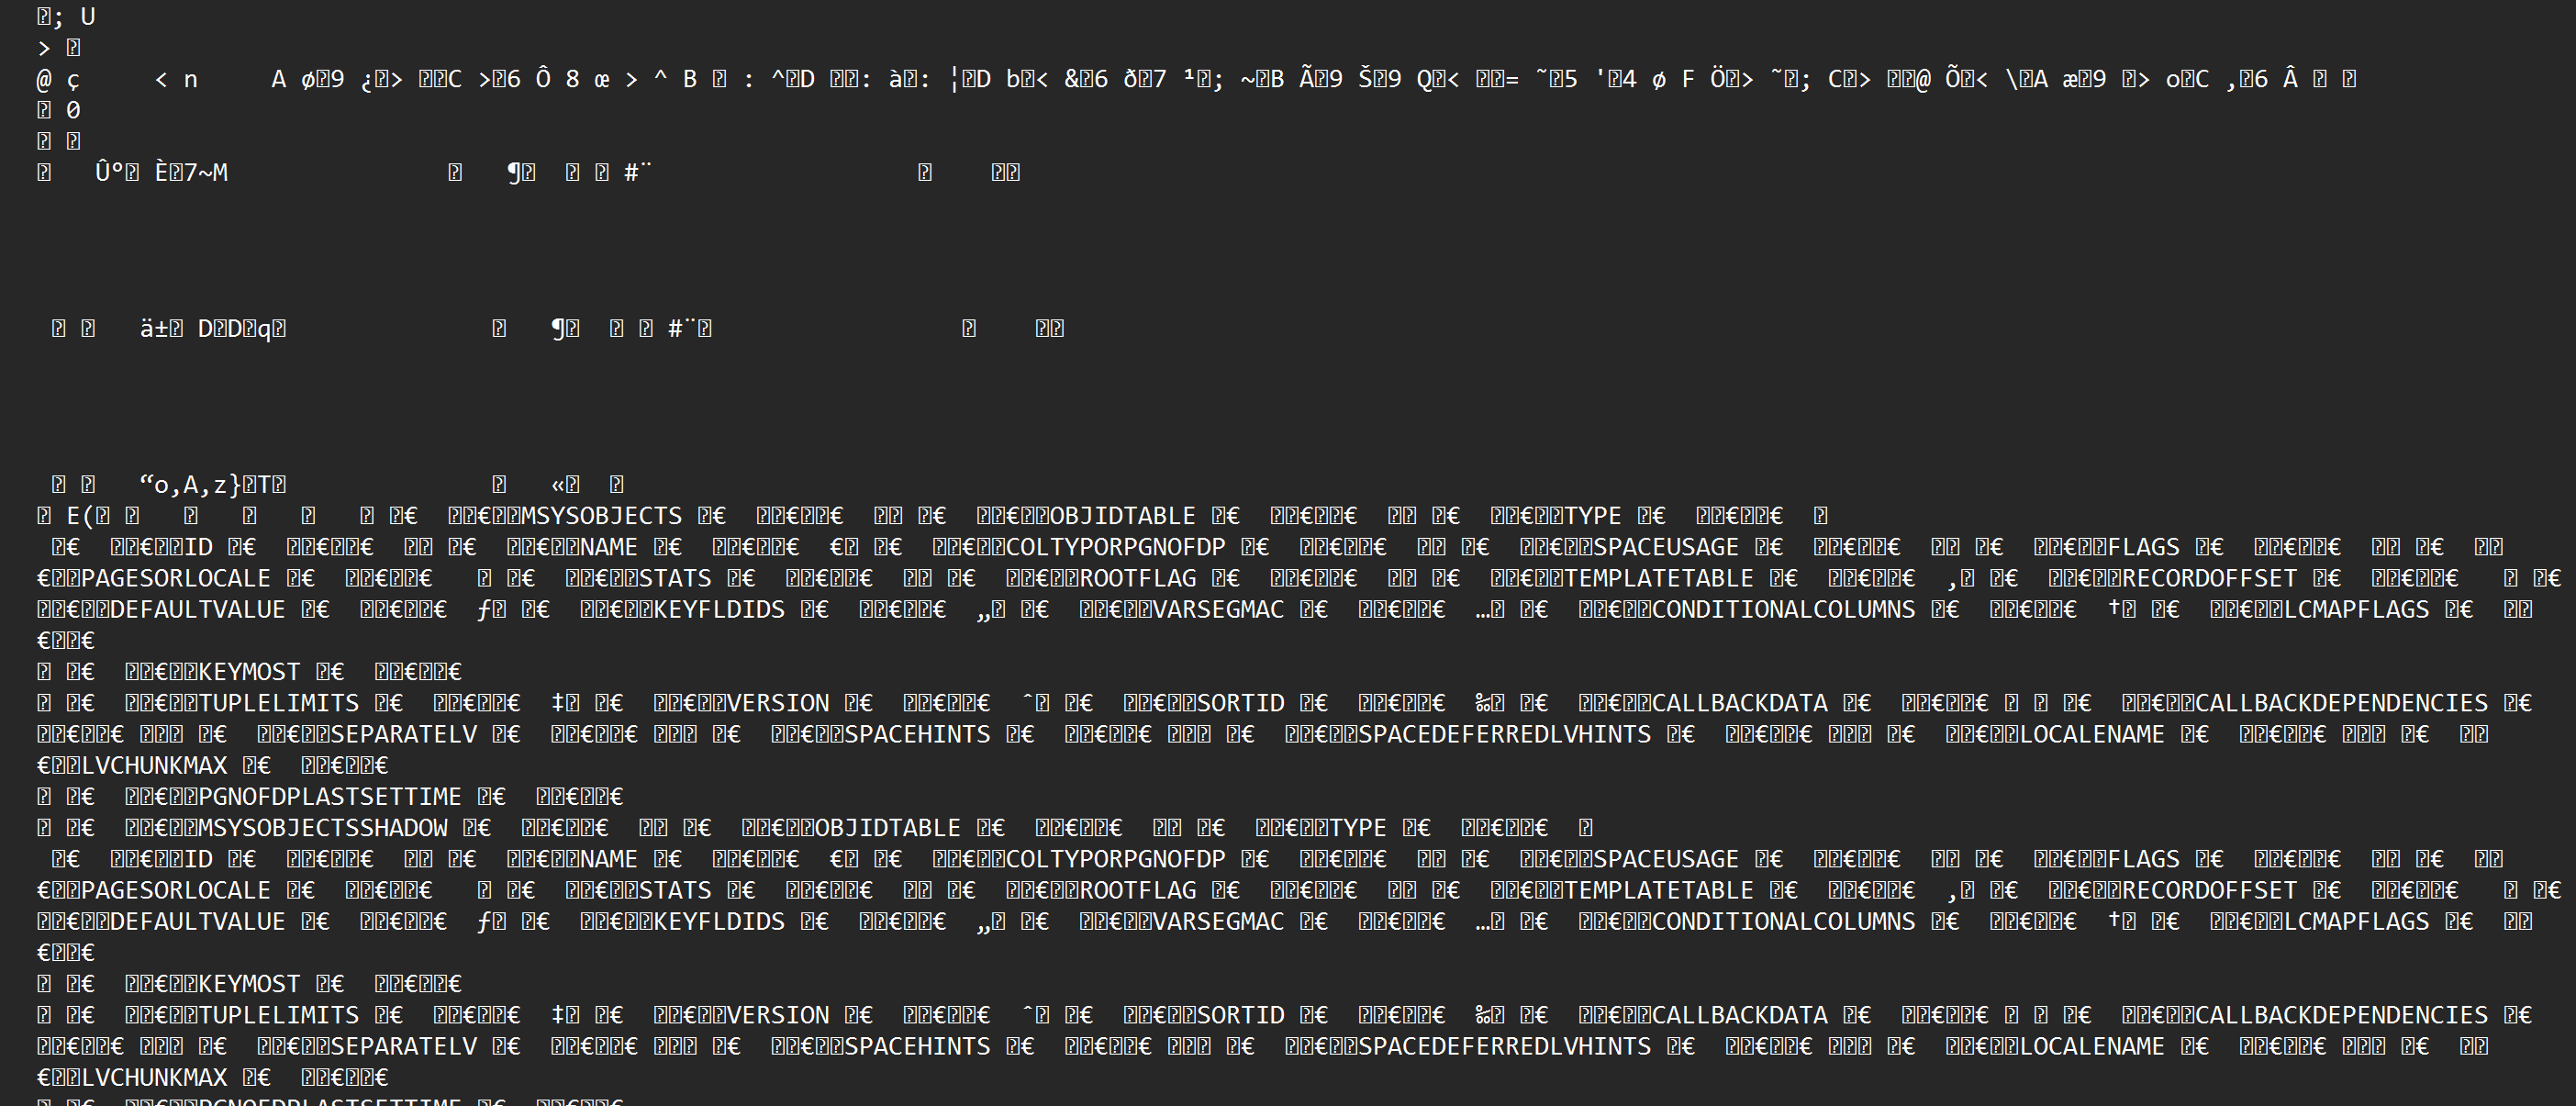 �; U
> �
@ ç < n A ø�9 ¿�> ��C >�6 Ô 8 œ > ^ B � : ^�D ��: à�: ¦�D b�< &�6 ð�7 ¹�; ~�B Ã�9 Š�9 Q�< ��= ˜�5 '�4 ø F Ö�> ˜�; C�> ��@ Õ�< \�A æ�9 �> o�C ,�6 Â � �
� 0
� �
� Ûº� È�7~M � ¶� � � #¨ � ��
� � ä±� D�D�q� � ¶� � � #¨� � ��
� � “o,A,z}�T� � «� �
� E(� � � � � � �€ ��€��MSYSOBJECTS �€ ��€��€ �� �€ ��€��OBJIDTABLE �€ ��€��€ �� �€ ��€��TYPE �€ ��€��€ �
�€ ��€��ID �€ ��€��€ �� �€ ��€��NAME �€ ��€��€ €� �€ ��€��COLTYPORPGNOFDP �€ ��€��€ �� �€ ��€��SPACEUSAGE �€ ��€��€ �� �€ ��€��FLAGS �€ ��€��€ �� �€ ��
€��PAGESORLOCALE �€ ��€��€ � �€ ��€��STATS �€ ��€��€ �� �€ ��€��ROOTFLAG �€ ��€��€ �� �€ ��€��TEMPLATETABLE �€ ��€��€ ‚� �€ ��€��RECORDOFFSET �€ ��€��€ � �€
��€��DEFAULTVALUE �€ ��€��€ ƒ� �€ ��€��KEYFLDIDS �€ ��€��€ „� �€ ��€��VARSEGMAC �€ ��€��€ …� �€ ��€��CONDITIONALCOLUMNS �€ ��€��€ †� �€ ��€��LCMAPFLAGS �€ ��
€��€
� �€ ��€��KEYMOST �€ ��€��€
� �€ ��€��TUPLELIMITS �€ ��€��€ ‡� �€ ��€��VERSION �€ ��€��€ ˆ� �€ ��€��SORTID �€ ��€��€ ‰� �€ ��€��CALLBACKDATA �€ ��€��€ � � �€ ��€��CALLBACKDEPENDENCIES �€
��€��€ ��� �€ ��€��SEPARATELV �€ ��€��€ ��� �€ ��€��SPACEHINTS �€ ��€��€ ��� �€ ��€��SPACEDEFERREDLVHINTS �€ ��€��€ ��� �€ ��€��LOCALENAME �€ ��€��€ ��� �€ ��
€��LVCHUNKMAX �€ ��€��€
� �€ ��€��PGNOFDPLASTSETTIME �€ ��€��€
� �€ ��€��MSYSOBJECTSSHADOW �€ ��€��€ �� �€ ��€��OBJIDTABLE �€ ��€��€ �� �€ ��€��TYPE �€ ��€��€ �
�€ ��€��ID �€ ��€��€ �� �€ ��€��NAME �€ ��€��€ €� �€ ��€��COLTYPORPGNOFDP �€ ��€��€ �� �€ ��€��SPACEUSAGE �€ ��€��€ �� �€ ��€��FLAGS �€ ��€��€ �� �€ ��
€��PAGESORLOCALE �€ ��€��€ � �€ ��€��STATS �€ ��€��€ �� �€ ��€��ROOTFLAG �€ ��€��€ �� �€ ��€��TEMPLATETABLE �€ ��€��€ ‚� �€ ��€��RECORDOFFSET �€ ��€��€ � �€
��€��DEFAULTVALUE �€ ��€��€ ƒ� �€ ��€��KEYFLDIDS �€ ��€��€ „� �€ ��€��VARSEGMAC �€ ��€��€ …� �€ ��€��CONDITIONALCOLUMNS �€ ��€��€ †� �€ ��€��LCMAPFLAGS �€ ��
€��€
� �€ ��€��KEYMOST �€ ��€��€
� �€ ��€��TUPLELIMITS �€ ��€��€ ‡� �€ ��€��VERSION �€ ��€��€ ˆ� �€ ��€��SORTID �€ ��€��€ ‰� �€ ��€��CALLBACKDATA �€ ��€��€ � � �€ ��€��CALLBACKDEPENDENCIES �€
��€��€ ��� �€ ��€��SEPARATELV �€ ��€��€ ��� �€ ��€��SPACEHINTS �€ ��€��€ ��� �€ ��€��SPACEDEFERREDLVHINTS �€ ��€��€ ��� �€ ��€��LOCALENAME �€ ��€��€ ��� �€ ��
€��LVCHUNKMAX �€ ��€��€
� �€ ��€��PGNOFDPLASTSETTIME �€ ��€��€